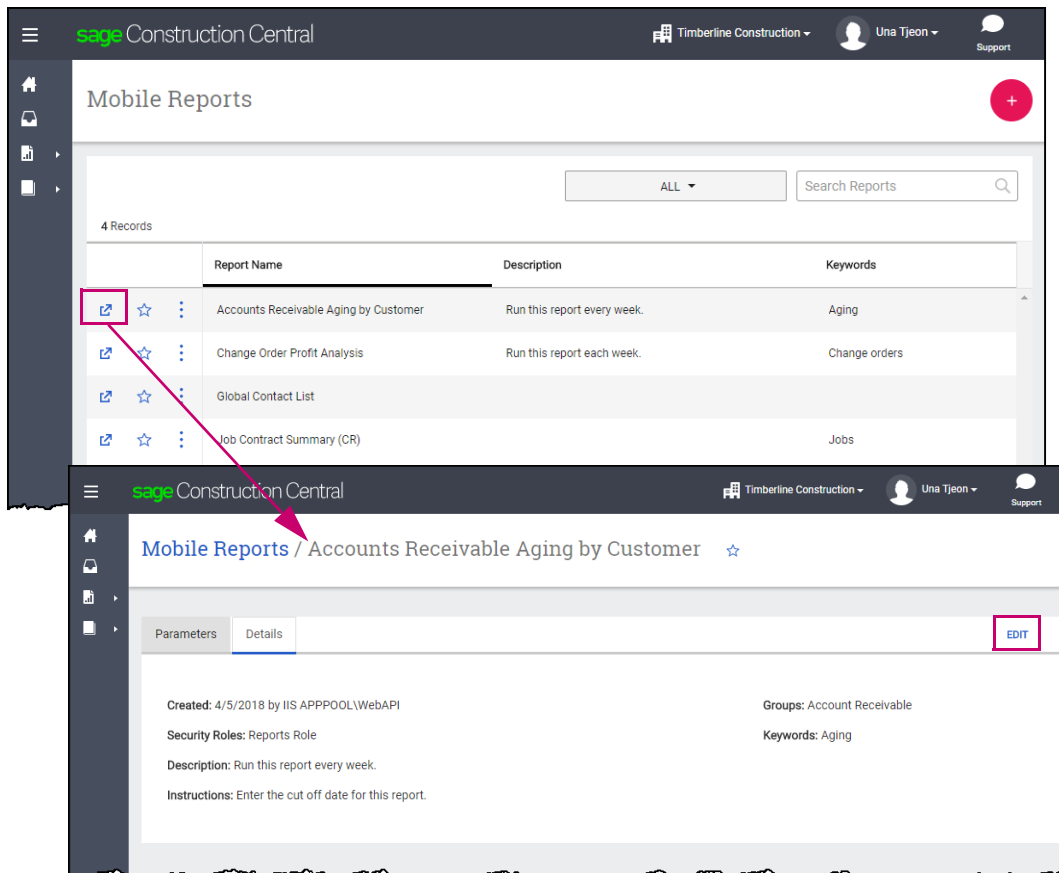 sage Construction Central
Timberline Construction
Una Tjeon
Support
Mobile Reports
+
ALL
Search Reports
4 Records
Report Name Description Keywords
Accounts Receivable Aging by Customer Run this report every week. Aging
Change Order Profit Analysis Run this report each week. Change orders
Global Contact List
Job Contract Summary (CR) Jobs
sage Construction Central
Timberline Construction
Una Tjeon
Support
Mobile Reports / Accounts Receivable Aging by Customer
Parameters Details EDIT
Created: 4/5/2018 by IIS APPPOOL\WebAPI
Groups: Account Receivable
Security Roles: Reports Role
Keywords: Aging
Description: Run this report every week.
Instructions: Enter the cut off date for this report.